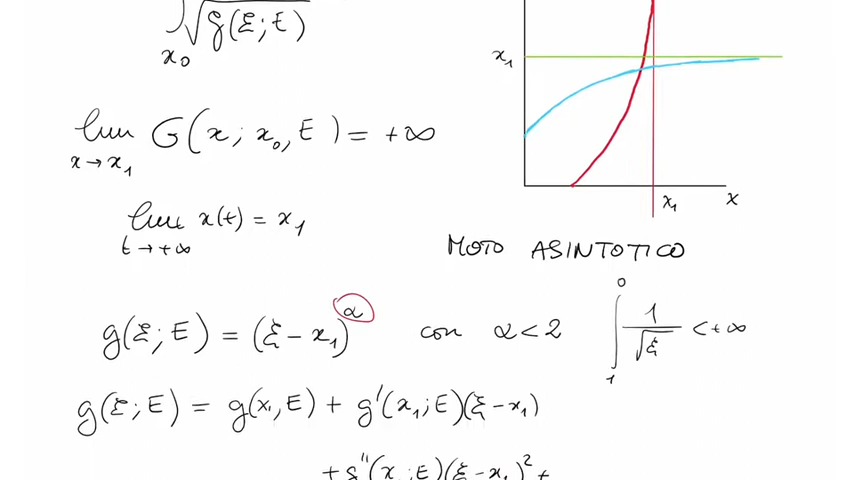 ∫ √g(ξ;E)
x₀
x₁
lim G(x; x₀, E) = +∞
x → x₁
x₁ x
lim x(t) = x₁
t → +∞
MOTO ASINTOTICO
g(ξ;E) = (ξ - x₁)^α con α < 2 ∫₁⁰ 1/√ξ < +∞
g(ξ;E) = g(x₁,E) + g'(x₁;E)(ξ - x₁)
+ g''(x₁;E)(ξ - x₁)² +